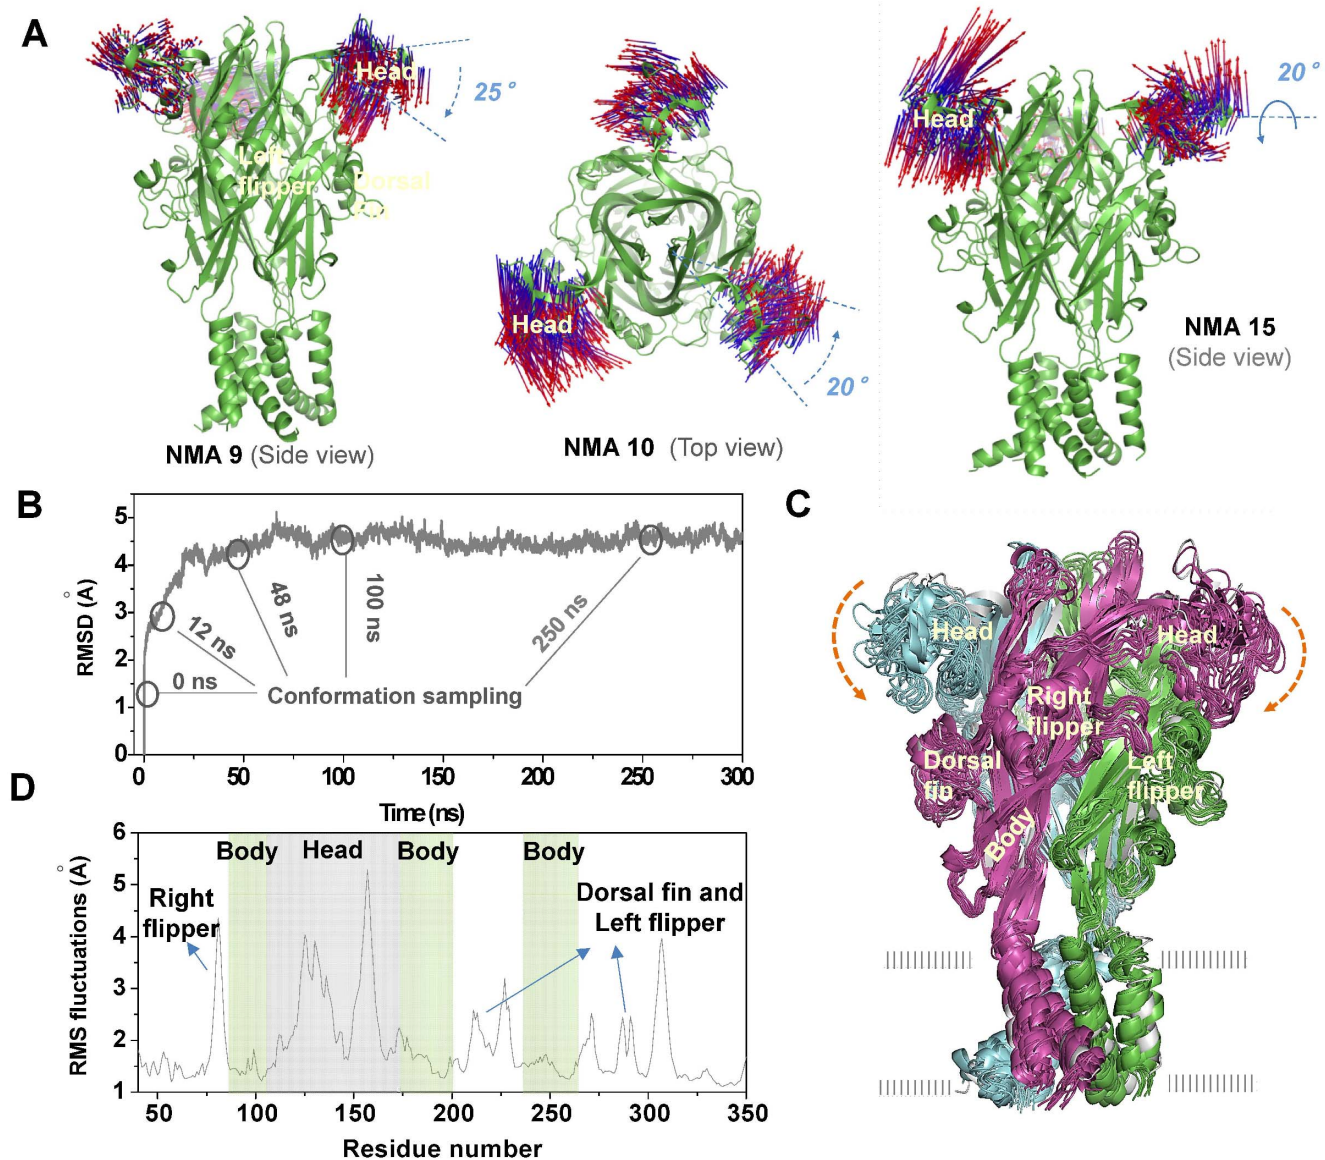 A
Head
25°
Left
flipper
Dorsal
Fin
NMA 9 (Side view)
Head
20°
NMA 10 (Top view)
Head
20°
NMA 15
(Side view)
B
RMSD (Å)
5
4
3
2
1
0
0 ns
12 ns
48 ns
100 ns
250 ns
Conformation sampling
0 50 100 150 200 250 300
Time (ns)
C
Head
Head
Right
flipper
Dorsal
fin
Left
flipper
Body
D
RMS fluctuations (Å)
6
5
4
3
2
1
Body Head Body Body
Right
flipper
Dorsal fin and
Left flipper
50 100 150 200 250 300 350
Residue number